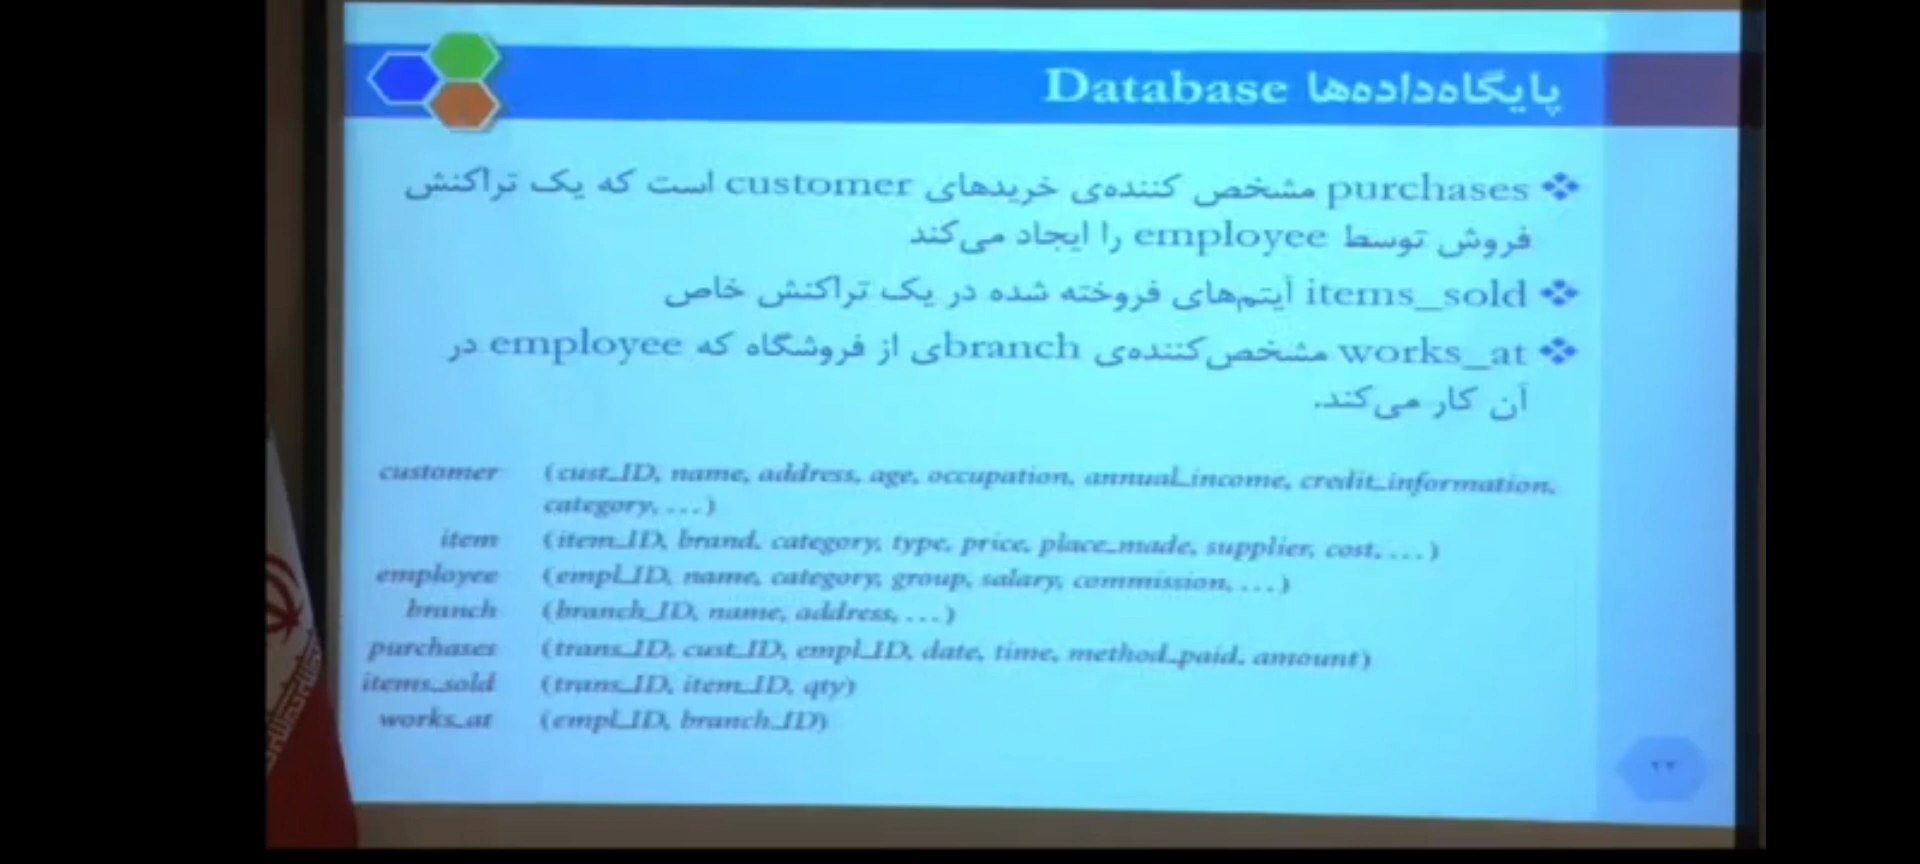 پایگاه‌داده‌ها Database
purchases مشخص کننده‌ی خریدهای customer است که یک تراکنش
فروش توسط employee را ایجاد می‌کند
items_sold آیتم‌های فروخته شده در یک تراکنش خاص
works_at مشخص‌کننده‌ی branchی از فروشگاه که employee در
آن کار می‌کند.
customer (cust_ID, name, address, age, occupation, annual_income, credit_information,
category, ...)
item (item_ID, brand, category, type, price, place_made, supplier, cost, ...)
employee (empl_ID, name, category, group, salary, commission, ...)
branch (branch_ID, name, address, ...)
purchases (trans_ID, cust_ID, empl_ID, date, time, method_paid, amount)
items_sold (trans_ID, item_ID, qty)
works_at (empl_ID, branch_ID)